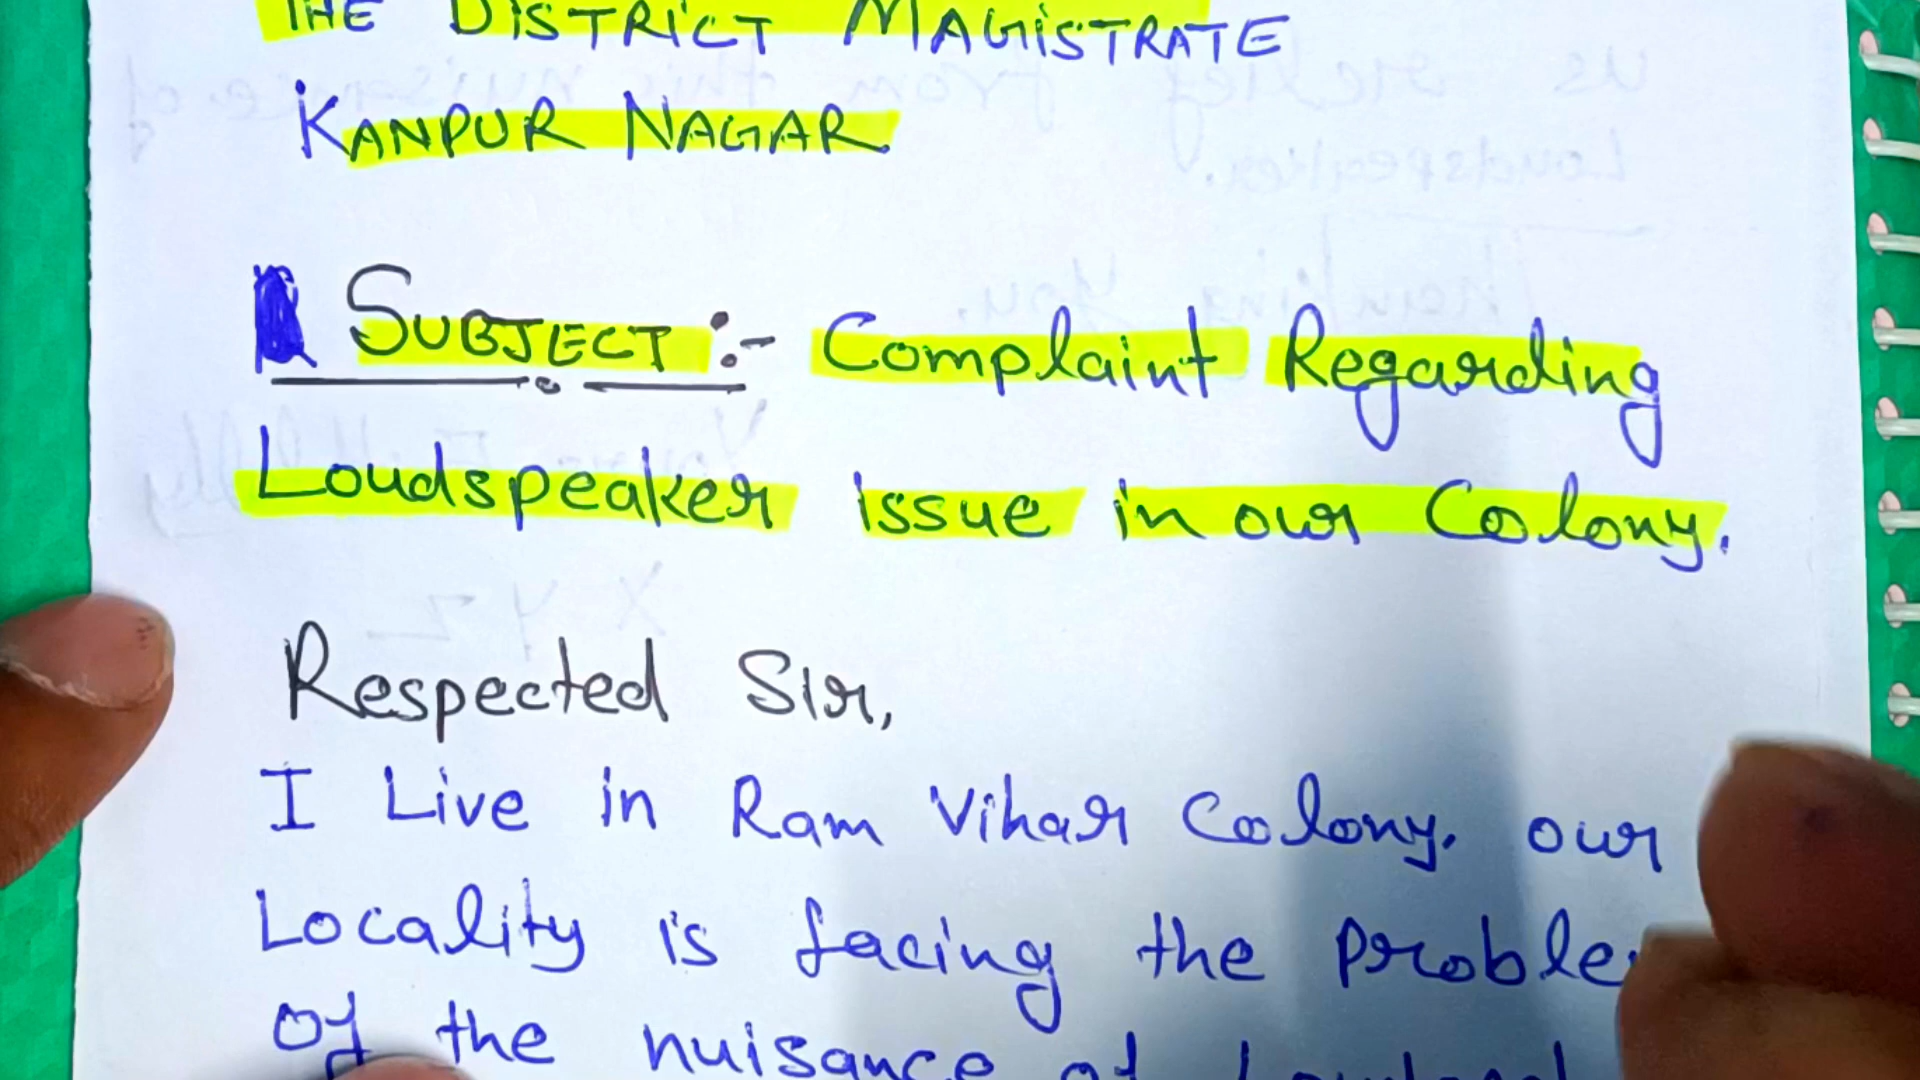 THE DISTRICT MAGISTRATE
KANPUR NAGAR
SUBJECT :- Complaint Regarding
Loudspeaker issue in our Colony.
Respected Sir,
I Live in Ram Vihar Colony. our
Locality is facing the proble
Of the nuisance of